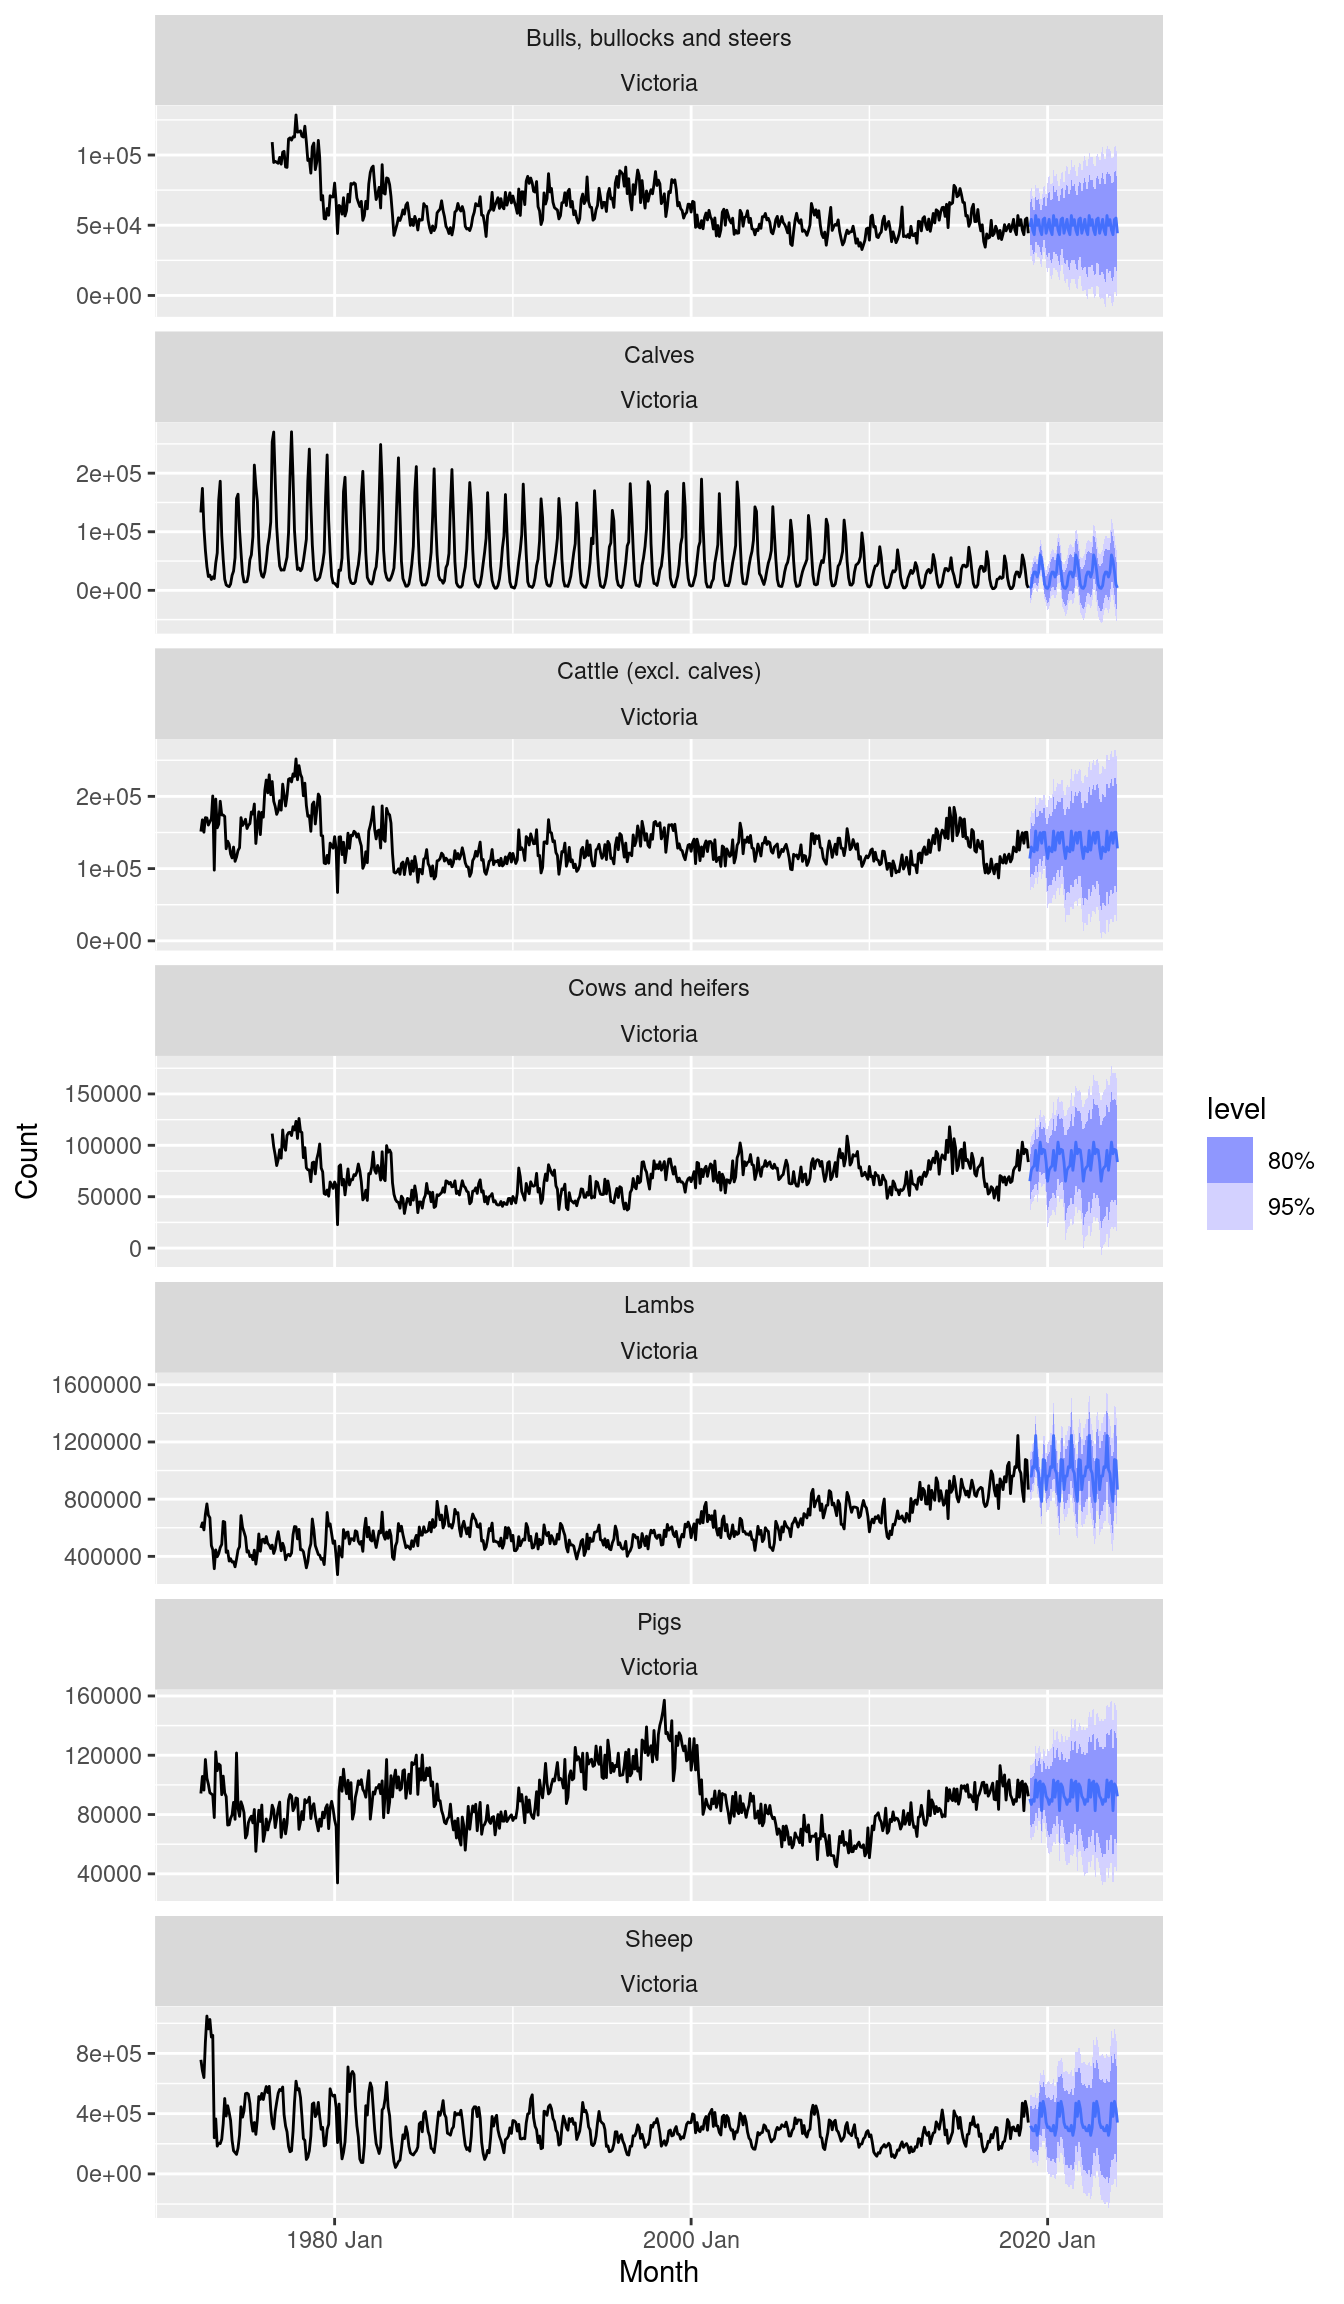 Bulls, bullocks and steers
Victoria
1e+05
5e+04
0e+00
Calves
Victoria
2e+05
1e+05
0e+00
Cattle (excl. calves)
Victoria
2e+05
1e+05
0e+00
Cows and heifers
Victoria
150000
100000
50000
0
Count
level
80%
95%
Lambs
Victoria
1600000
1200000
800000
400000
Pigs
Victoria
160000
120000
80000
40000
Sheep
Victoria
8e+05
4e+05
0e+00
1980 Jan
2000 Jan
2020 Jan
Month